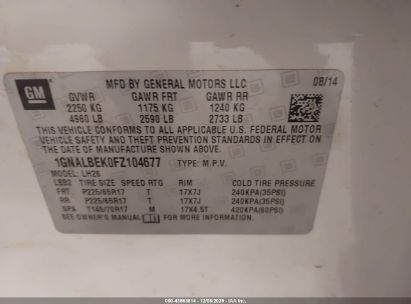 GM
MFD BY GENERAL MOTORS LLC 08/14
GVWR GAWR FRT GAWR RR
2250 KG 1175 KG 1240 KG
4960 LB 2590 LB 2733 LB
THIS VEHICLE CONFORMS TO ALL APPLICABLE U.S. FEDERAL MOTOR
VEHICLE SAFETY AND THEFT PREVENTION STANDARDS IN EFFECT ON
THE DATE OF MANUFACTURE SHOWN ABOVE.
1GNALBEK0FZ104677 TYPE: M.P.V.
MODEL: LH26
LBB2 TIRE SIZE SPEED RTG RIM COLD TIRE PRESSURE
FRT P225/65R17 T 17X7J 240KPA(35PSI)
RR P225/65R17 T 17X7J 240KPA(35PSI)
SPA T145/70R17 M 17X4.5T 420KPA(60PSI)
SEE OWNER'S MANUAL FOR MORE INFORMATION.